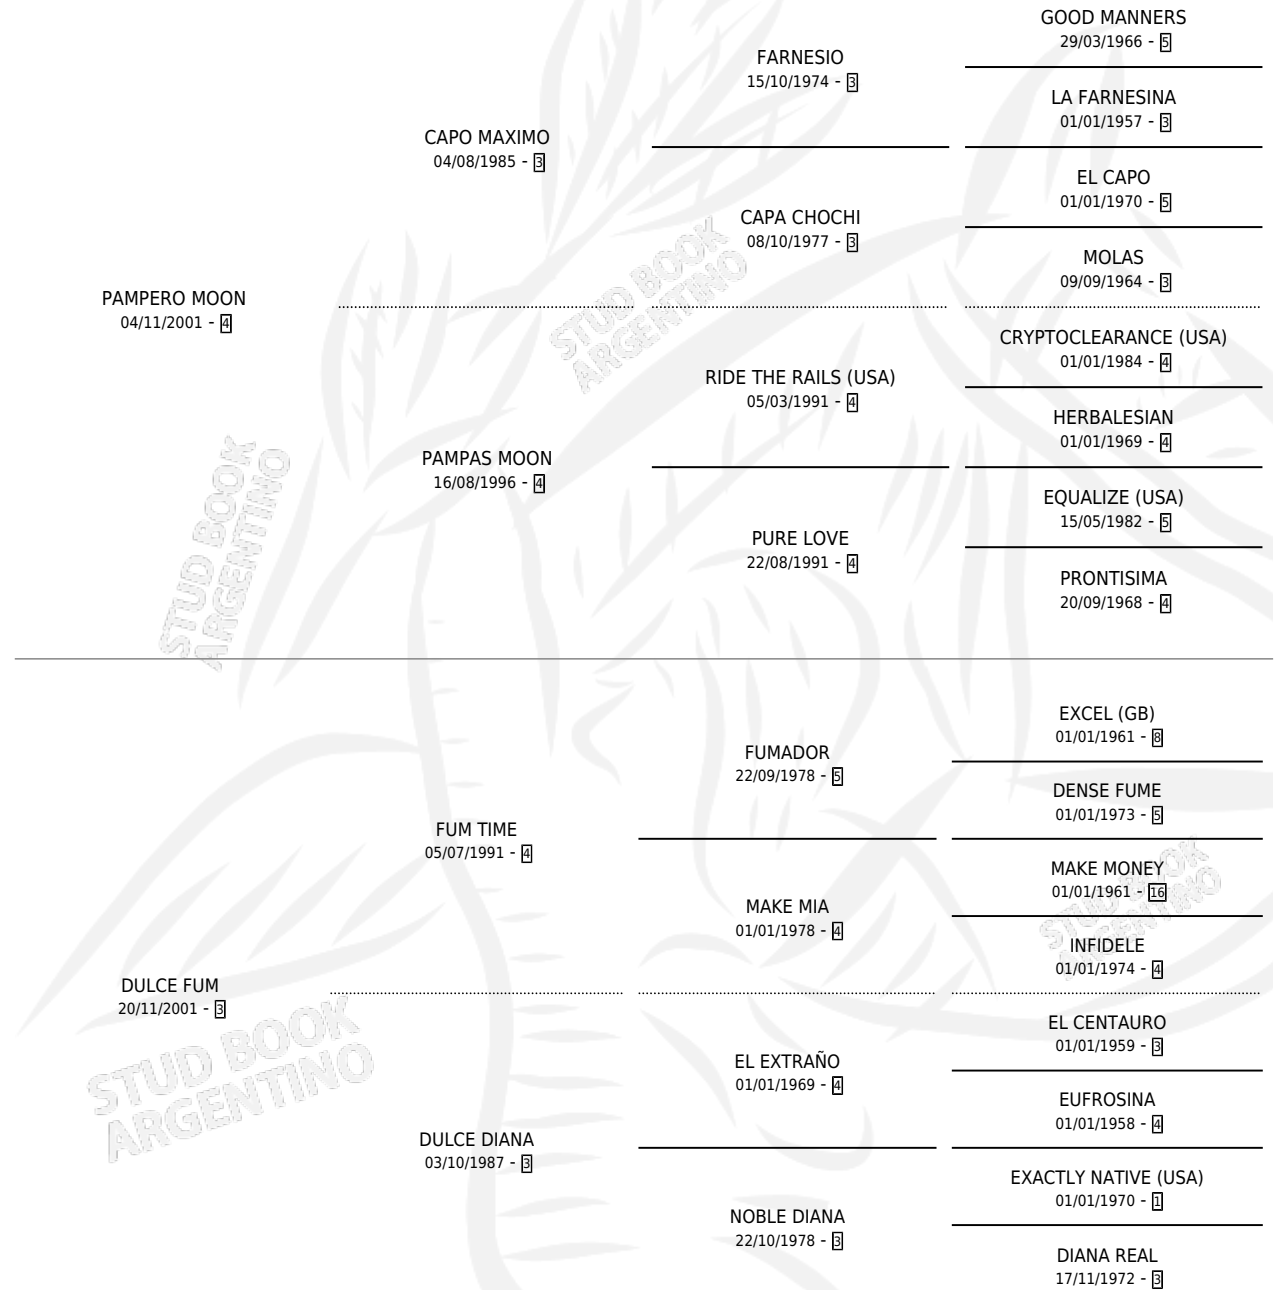 GOOD MANNERS
29/03/1966 - 5
FARNESIO
15/10/1974 - 3
LA FARNESINA
01/01/1957 - 3
CAPO MAXIMO
04/08/1985 - 3
EL CAPO
01/01/1970 - 5
CAPA CHOCHI
08/10/1977 - 3
MOLAS
09/09/1964 - 3
PAMPERO MOON
04/11/2001 - 4
CRYPTOCLEARANCE (USA)
01/01/1984 - 4
RIDE THE RAILS (USA)
05/03/1991 - 4
HERBALESIAN
01/01/1969 - 4
PAMPAS MOON
16/08/1996 - 4
EQUALIZE (USA)
15/05/1982 - 5
PURE LOVE
22/08/1991 - 4
PRONTISIMA
20/09/1968 - 4
EXCEL (GB)
01/01/1961 - 8
FUMADOR
22/09/1978 - 5
DENSE FUME
01/01/1973 - 5
FUM TIME
05/07/1991 - 4
MAKE MONEY
01/01/1961 - 16
MAKE MIA
01/01/1978 - 4
INFIDELE
01/01/1974 - 4
DULCE FUM
20/11/2001 - 3
EL CENTAURO
01/01/1959 - 3
EL EXTRAÑO
01/01/1969 - 4
EUFROSINA
01/01/1958 - 4
DULCE DIANA
03/10/1987 - 3
EXACTLY NATIVE (USA)
01/01/1970 - 1
NOBLE DIANA
22/10/1978 - 3
DIANA REAL
17/11/1972 - 3
STUD BOOK
ARGENTINO
STUD BOOK
ARGENTINO
STUD BOOK
ARGENTINO
STUD BOOK
ARGENTINO